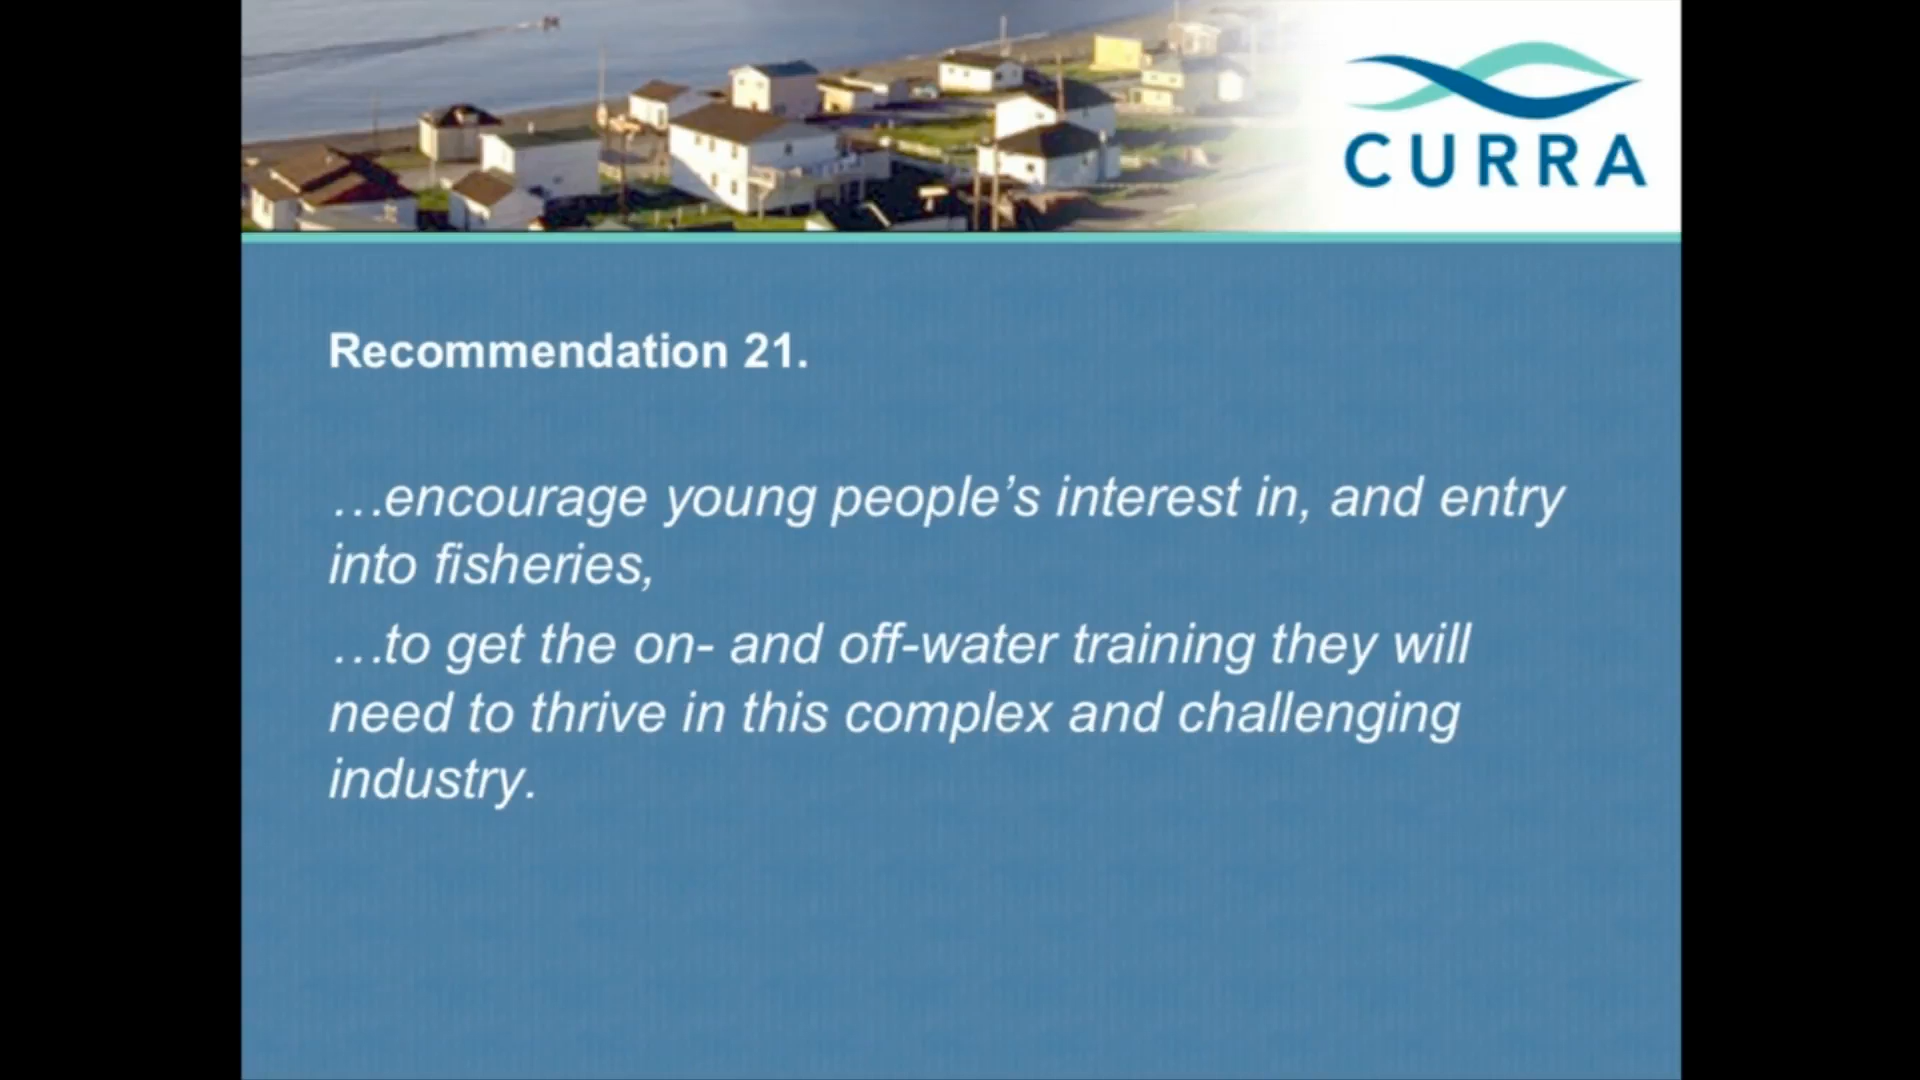 CURRA
Recommendation 21.
…encourage young people’s interest in, and entry
into fisheries,
…to get the on- and off-water training they will
need to thrive in this complex and challenging
industry.